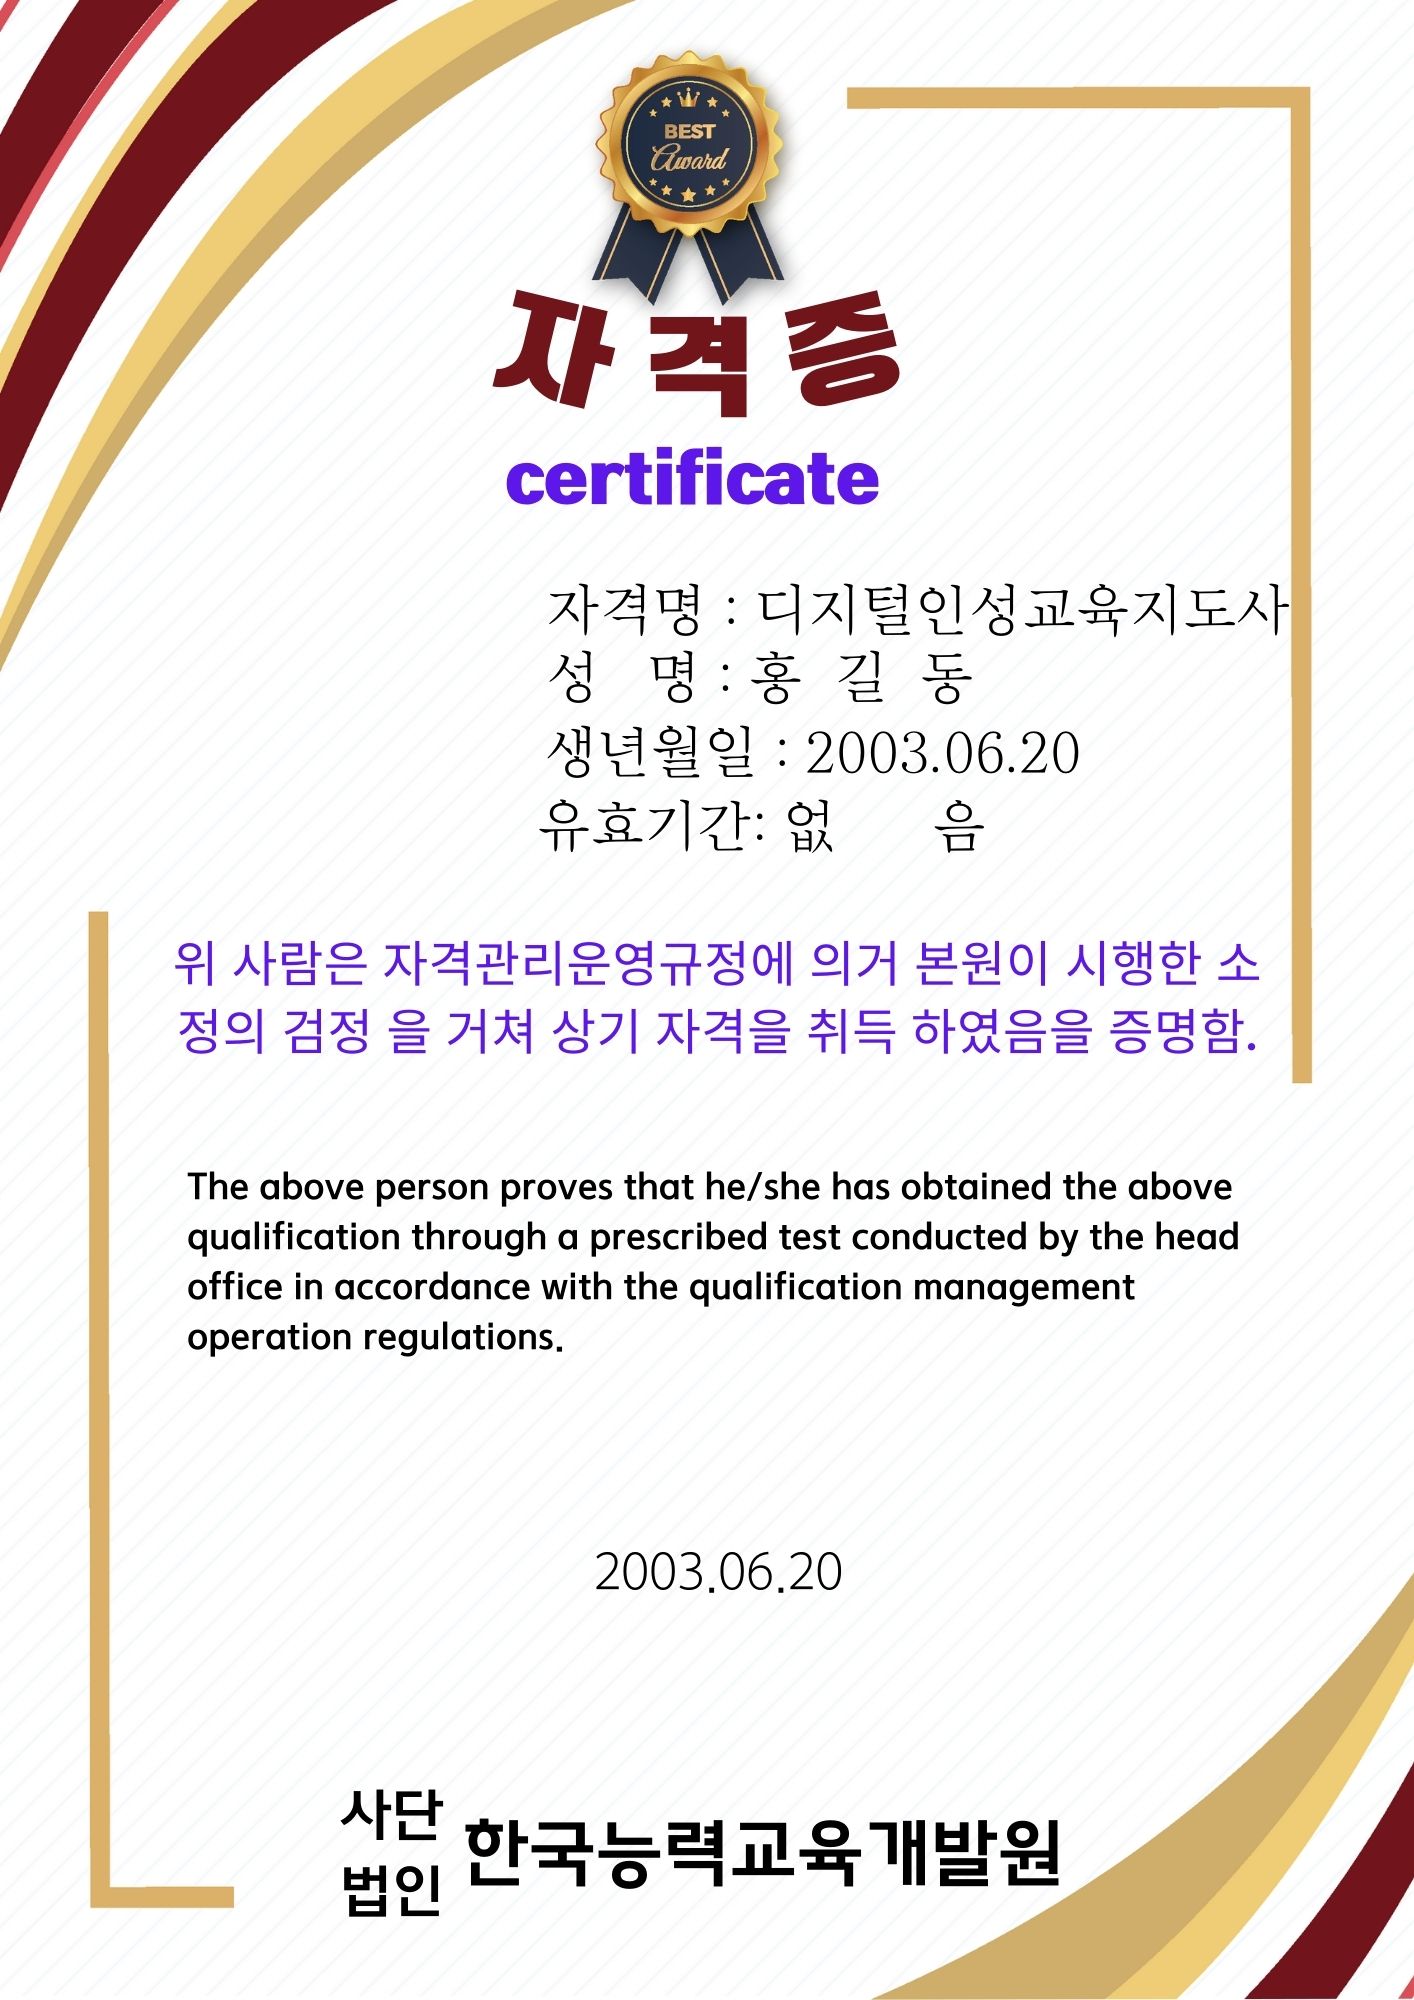 BEST
Award
자격증
certificate
자격명 : 디지털인성교육지도사
성 명 : 홍 길 동
생년월일 : 2003.06.20
유효기간: 없 음
위 사람은 자격관리운영규정에 의거 본원이 시행한 소
정의 검정 을 거쳐 상기 자격을 취득 하였음을 증명함.
The above person proves that he/she has obtained the above
qualification through a prescribed test conducted by the head
office in accordance with the qualification management
operation regulations.
2003.06.20
사단
법인 한국능력교육개발원